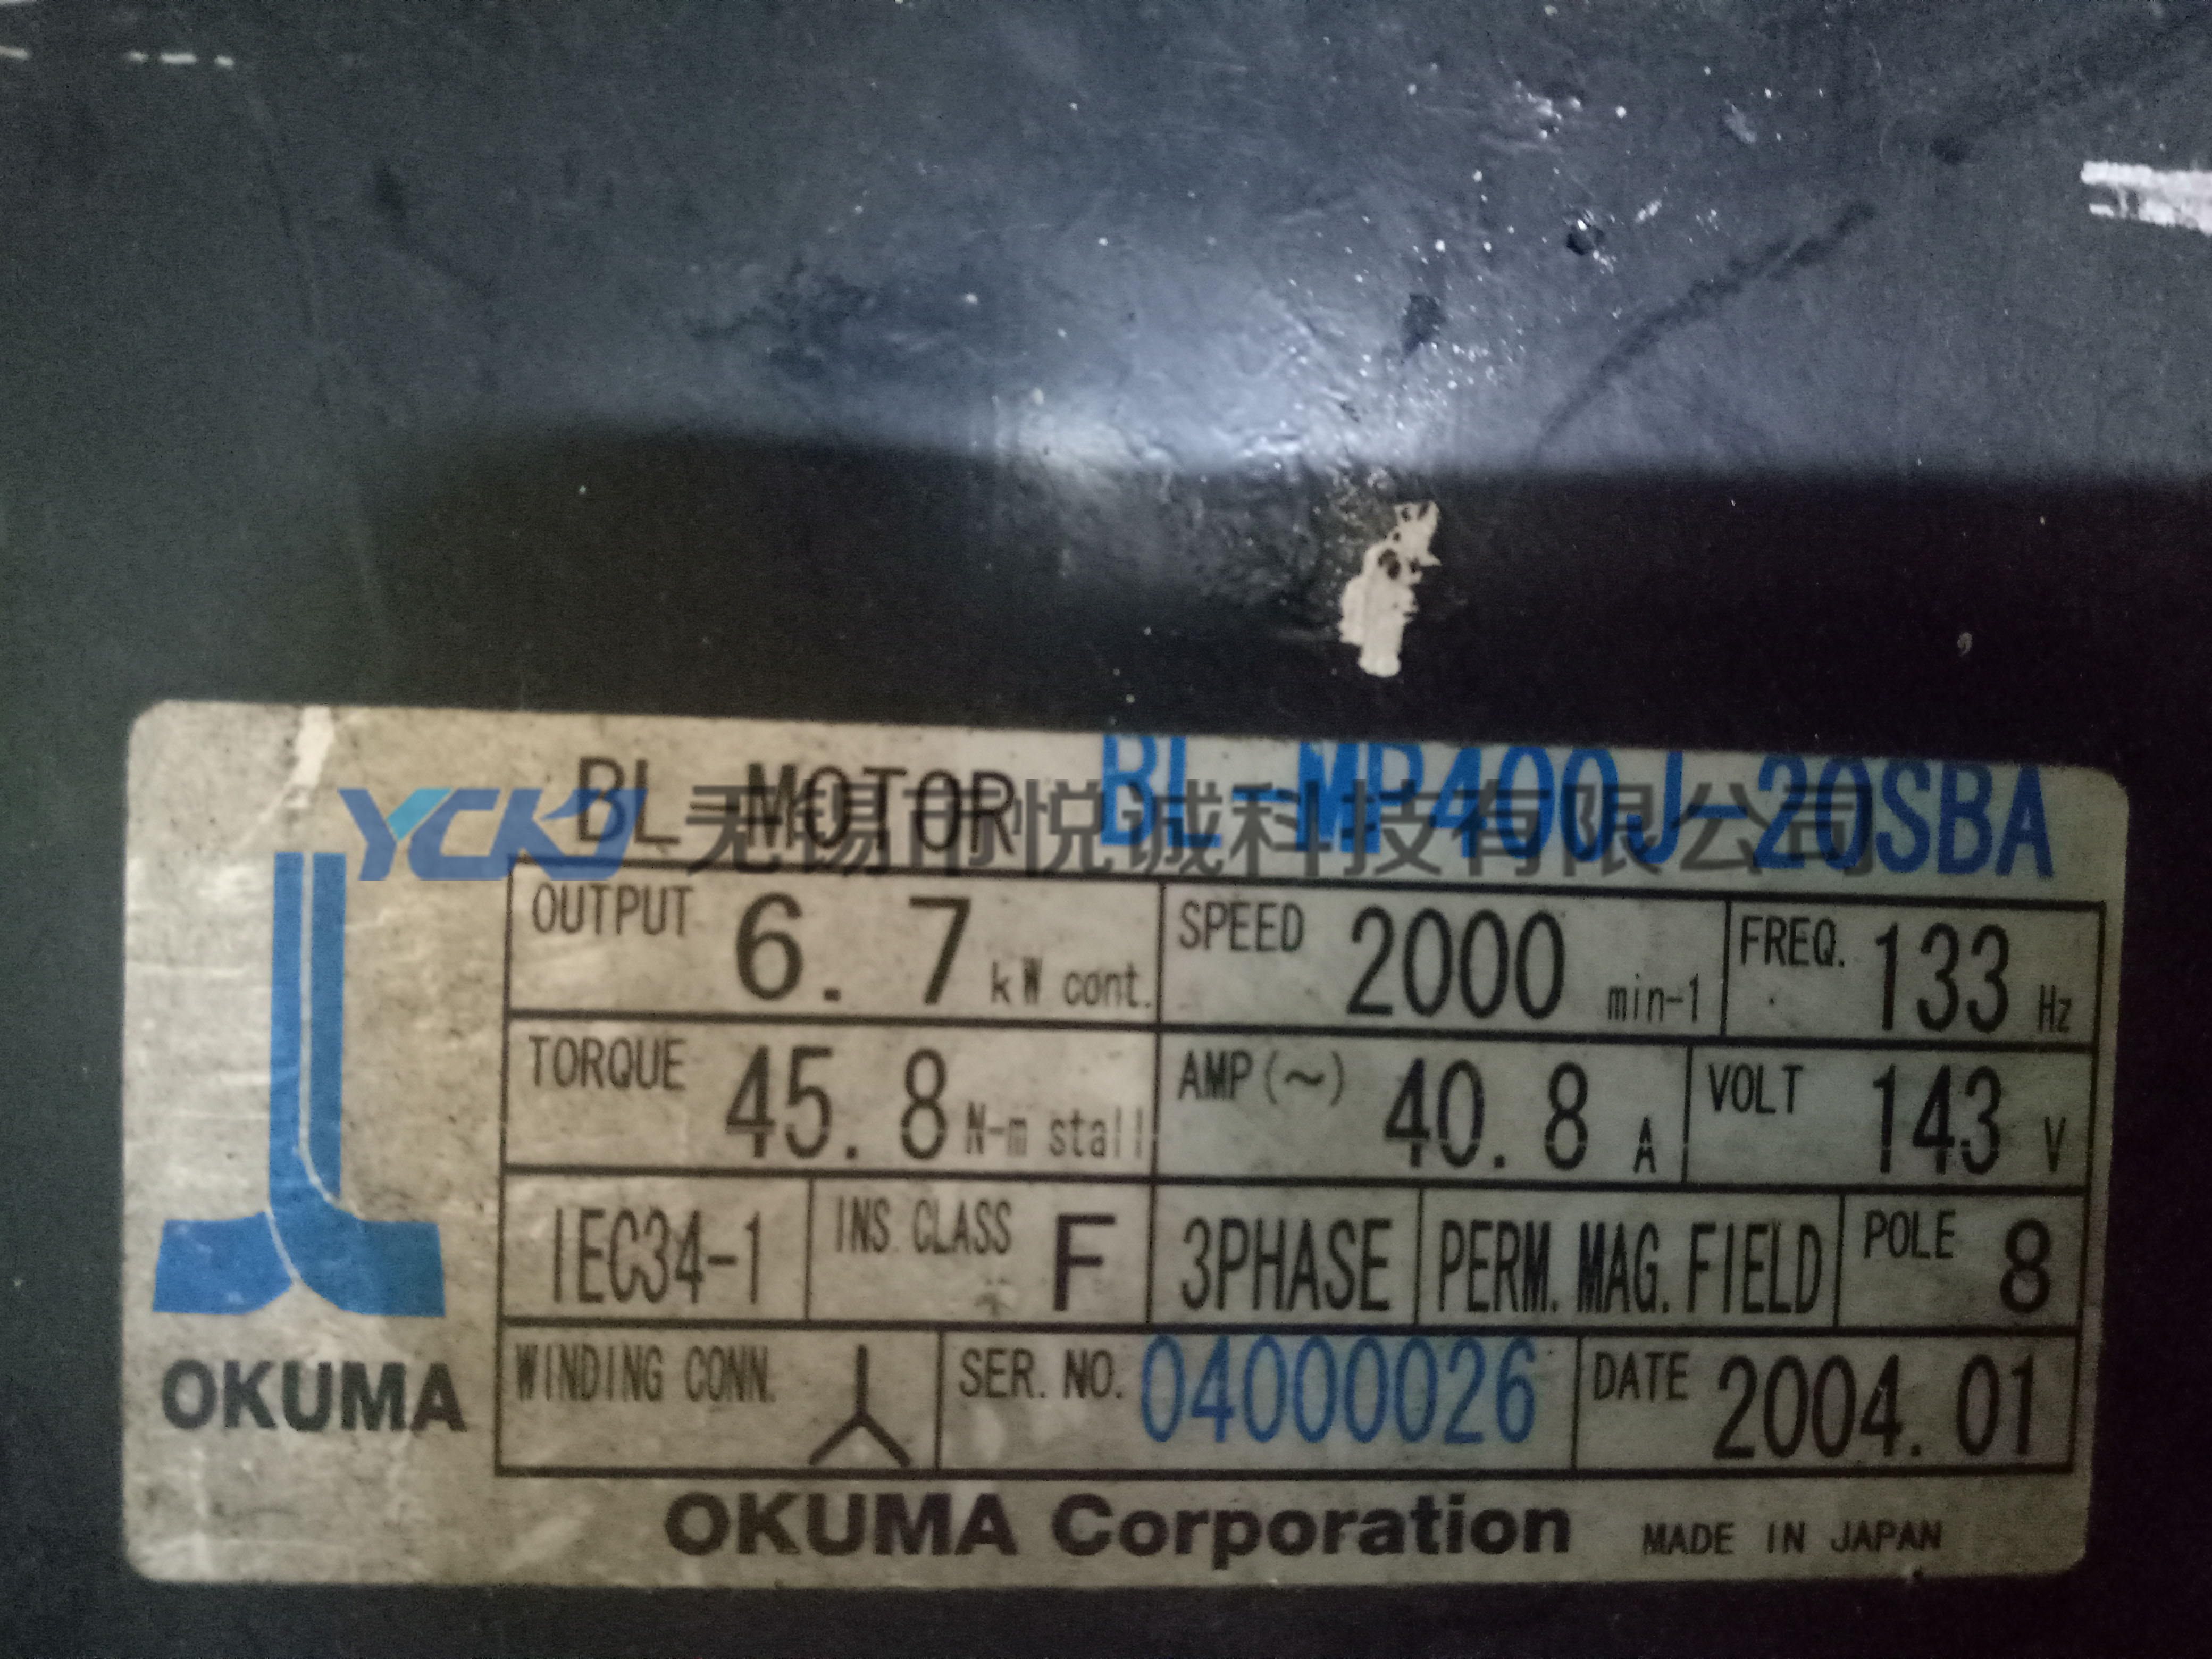 BL MOTOR BL-MP400J-20SBA
YCKJ 无锡市悦诚科技有限公司
OUTPUT 6.7 kW cont. SPEED 2000 min-1 FREQ. 133 Hz
TORQUE 45.8 N-m stall AMP(~) 40.8 A VOLT 143 V
IEC34-1 INS CLASS F 3PHASE PERM. MAG. FIELD POLE 8
WINDING CONN. SER. NO. 04000026 DATE 2004.01
OKUMA
OKUMA Corporation MADE IN JAPAN